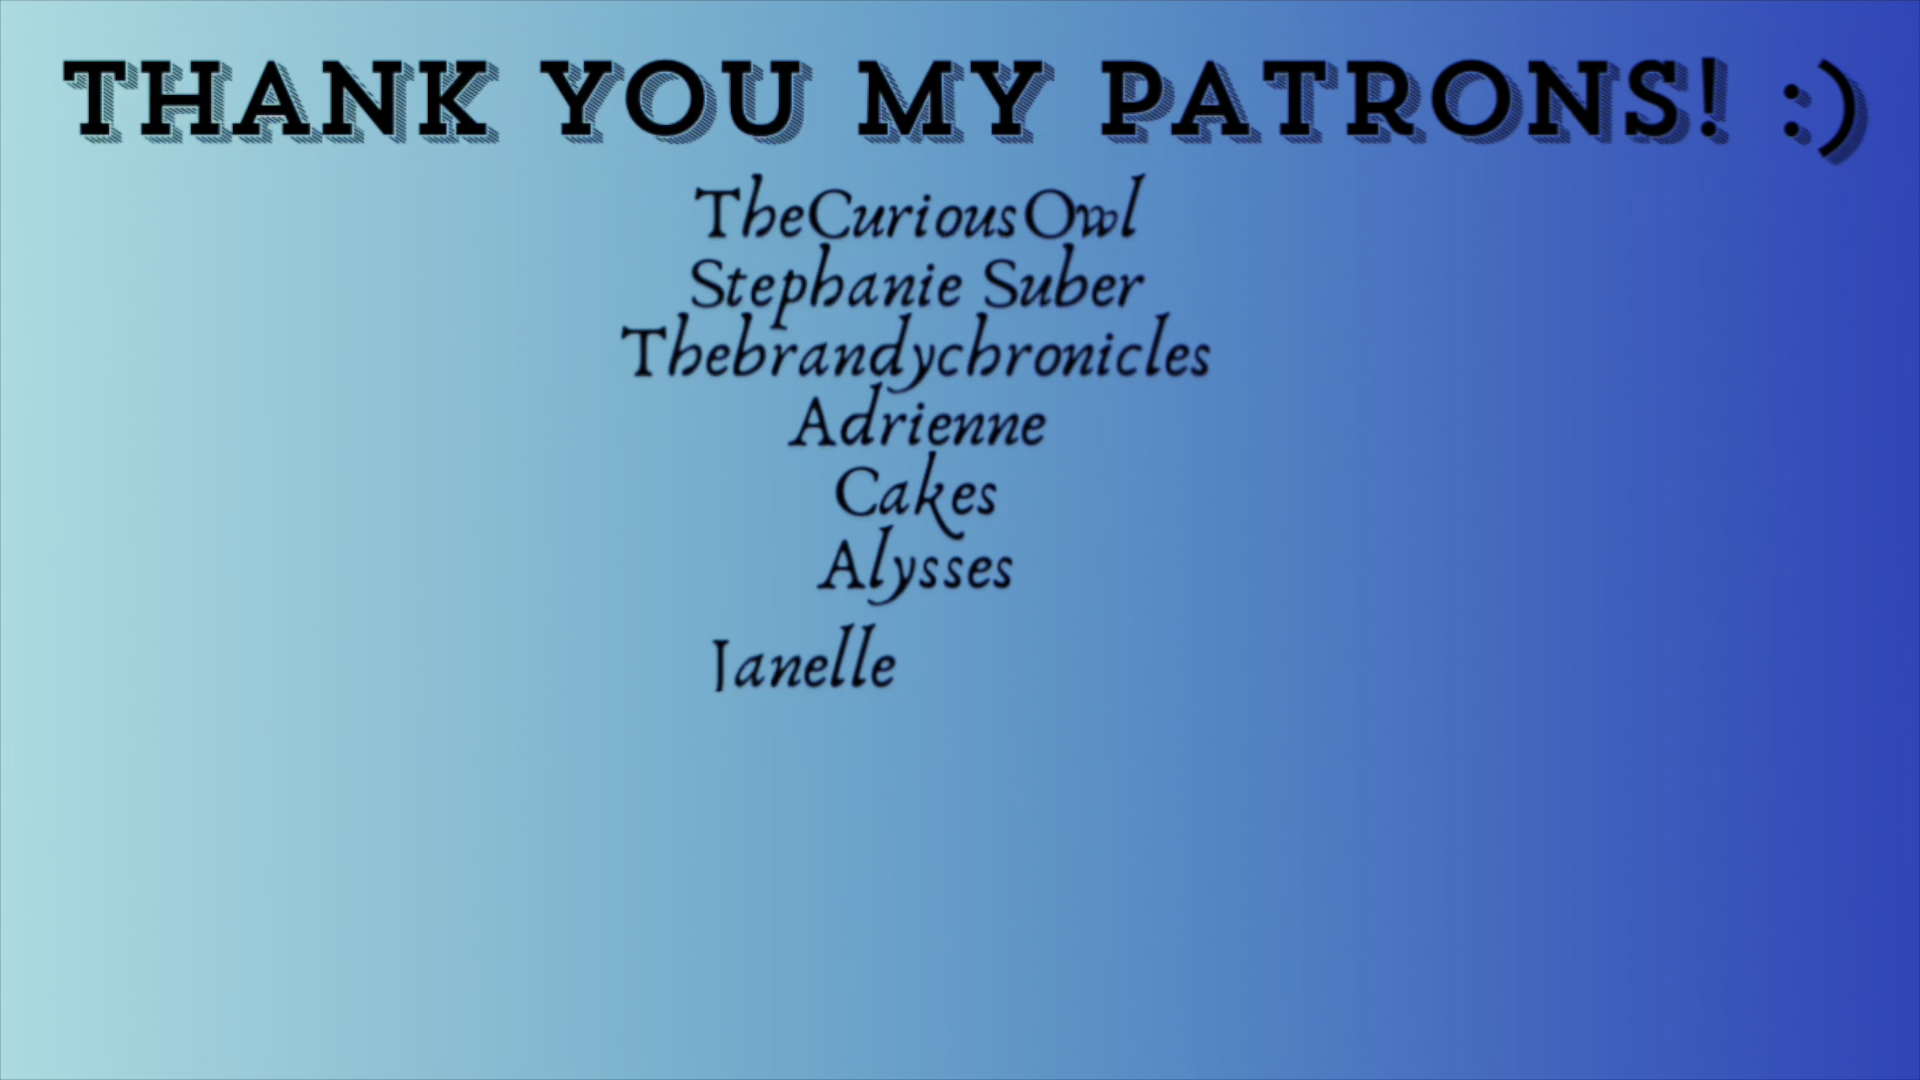 THANK YOU MY PATRONS! :)
TheCuriousOwl
Stephanie Suber
Thebrandychronicles
Adrienne
Cakes
Alysses
Janelle